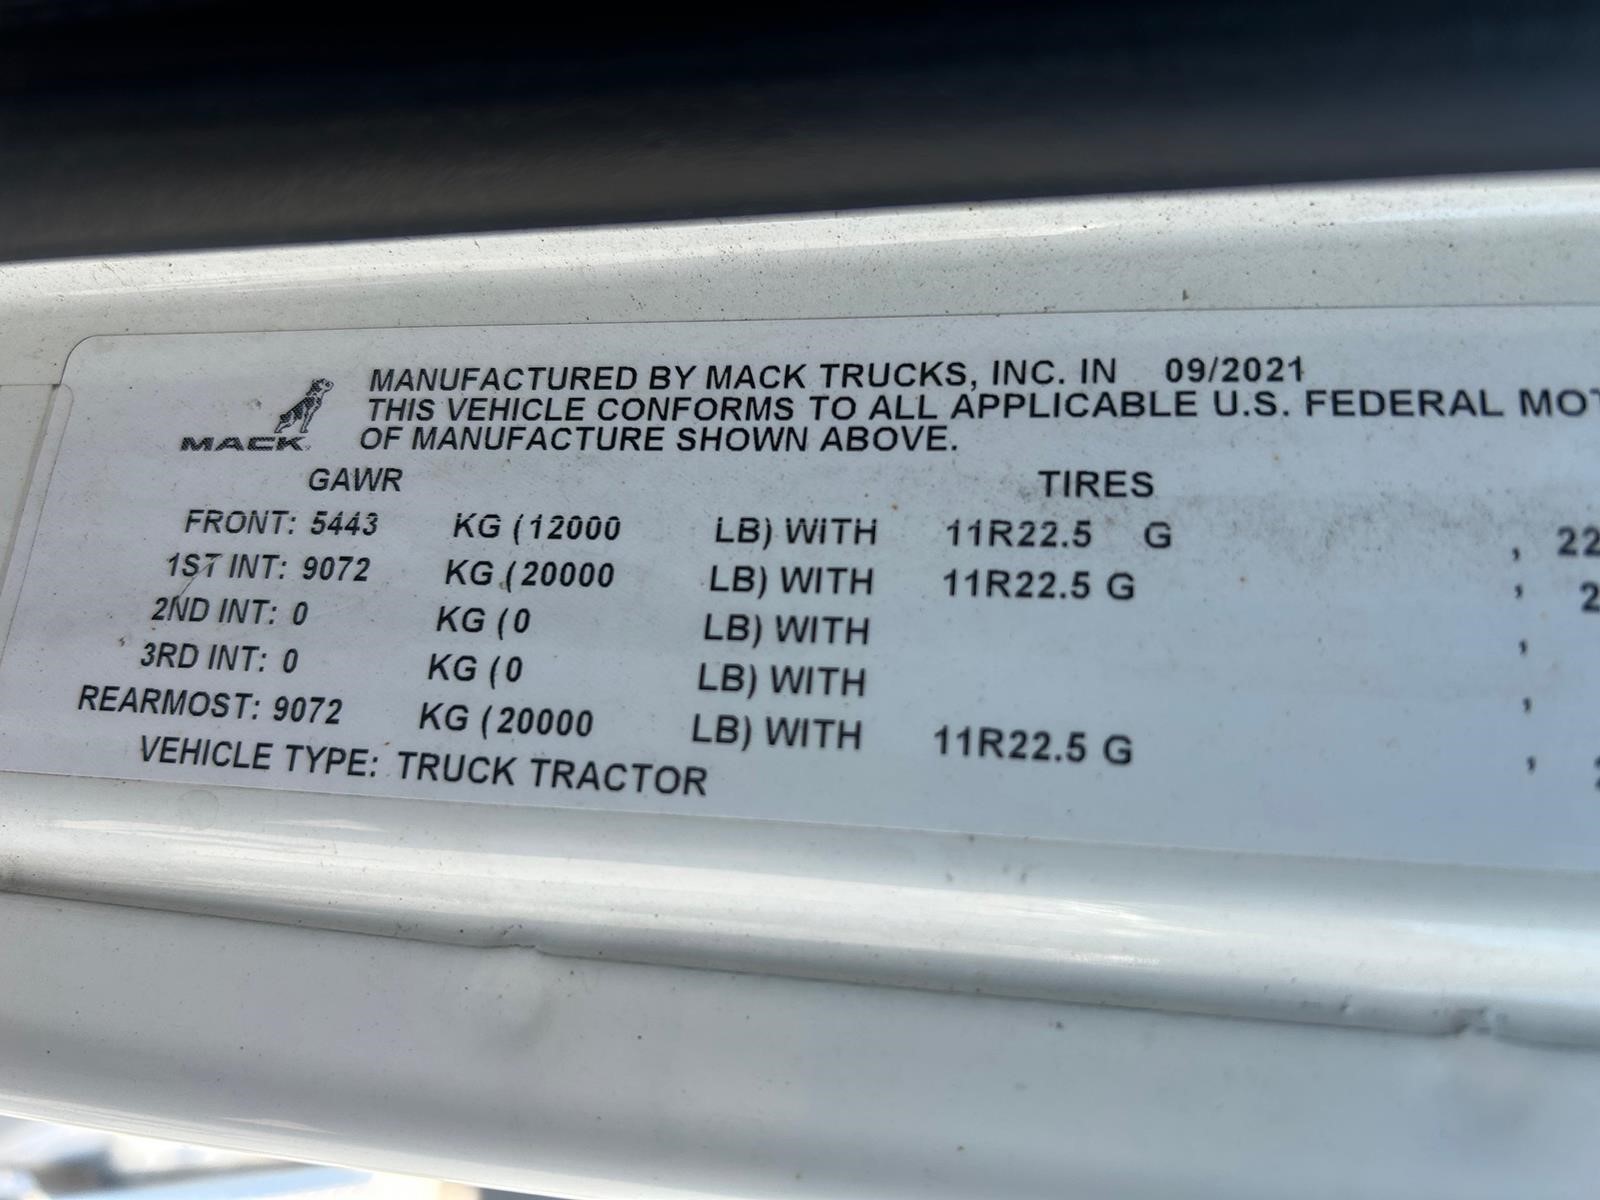 MANUFACTURED BY MACK TRUCKS, INC. IN 09/2021
THIS VEHICLE CONFORMS TO ALL APPLICABLE U.S. FEDERAL
MACK OF MANUFACTURE SHOWN ABOVE.
GAWR TIRES
FRONT: 5443 KG (12000 LB) WITH 11R22.5 G ,
1ST INT: 9072 KG (20000 LB) WITH 11R22.5 G ,
2ND INT: 0 KG (0 LB) WITH ,
3RD INT: 0 KG (0 LB) WITH ,
REARMOST: 9072 KG (20000 LB) WITH 11R22.5 G ,
VEHICLE TYPE: TRUCK TRACTOR